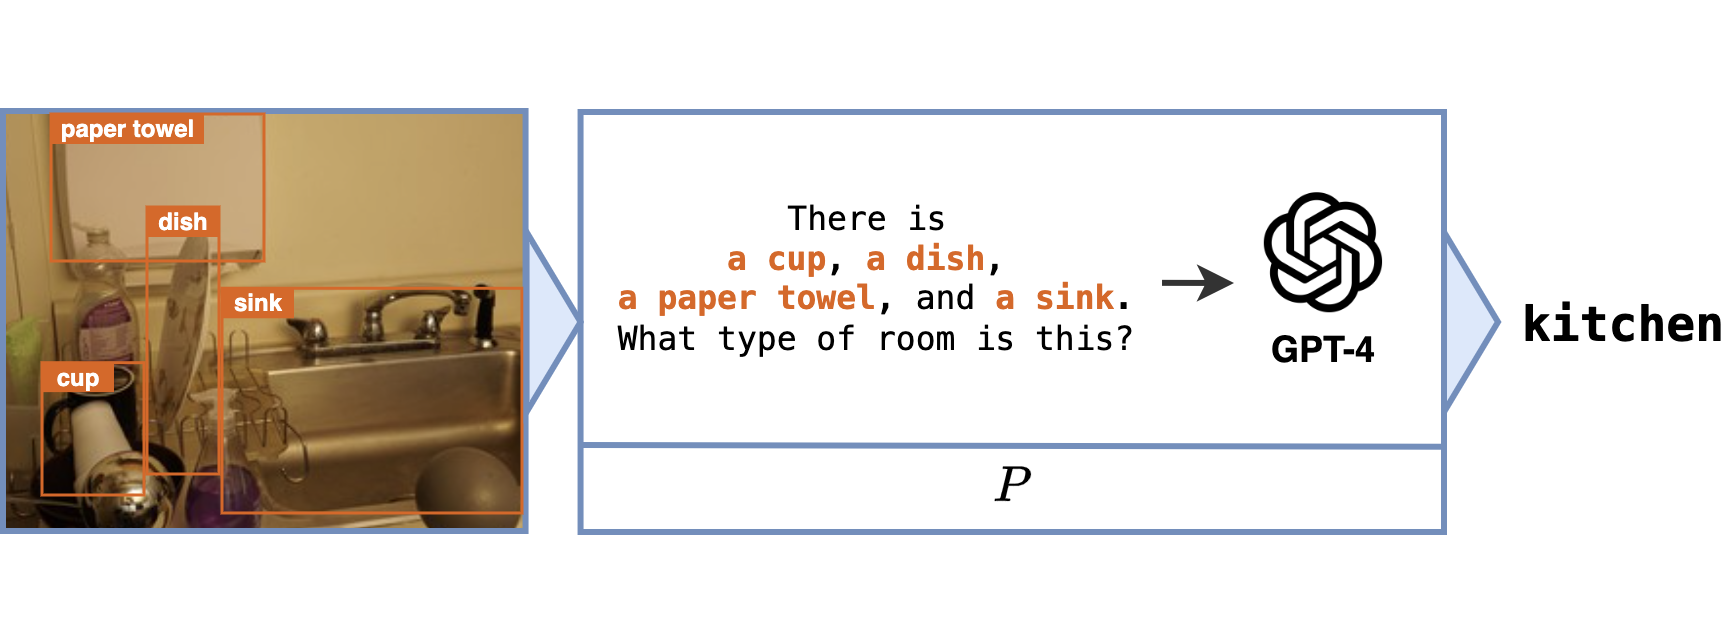 paper towel
dish
sink
cup
There is
a cup, a dish,
a paper towel, and a sink.
What type of room is this?
GPT-4
P
kitchen